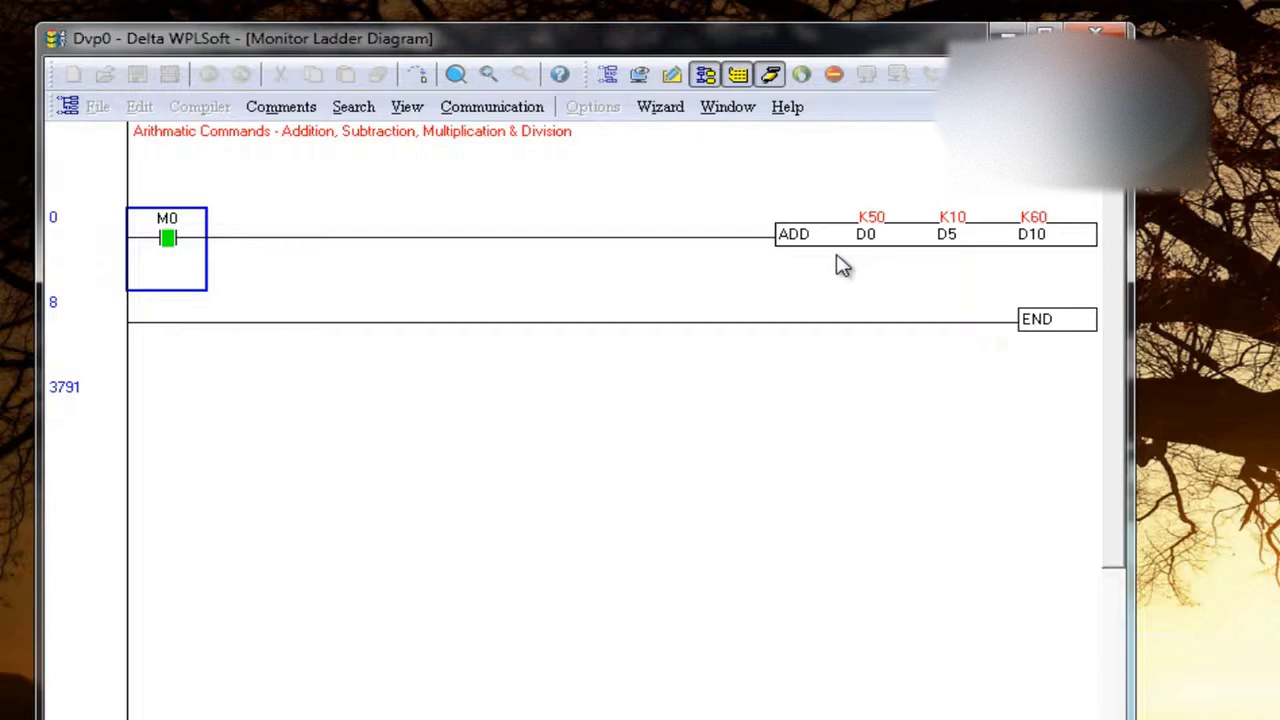 Dvp0 - Delta WPLSoft - [Monitor Ladder Diagram]
File Edit Compiler Comments Search View Communication Options Wizard Window Help
Arithmatic Commands - Addition, Subtraction, Multiplication & Division
0 M0 K50 K10 K60
ADD D0 D5 D10
8
END
3791